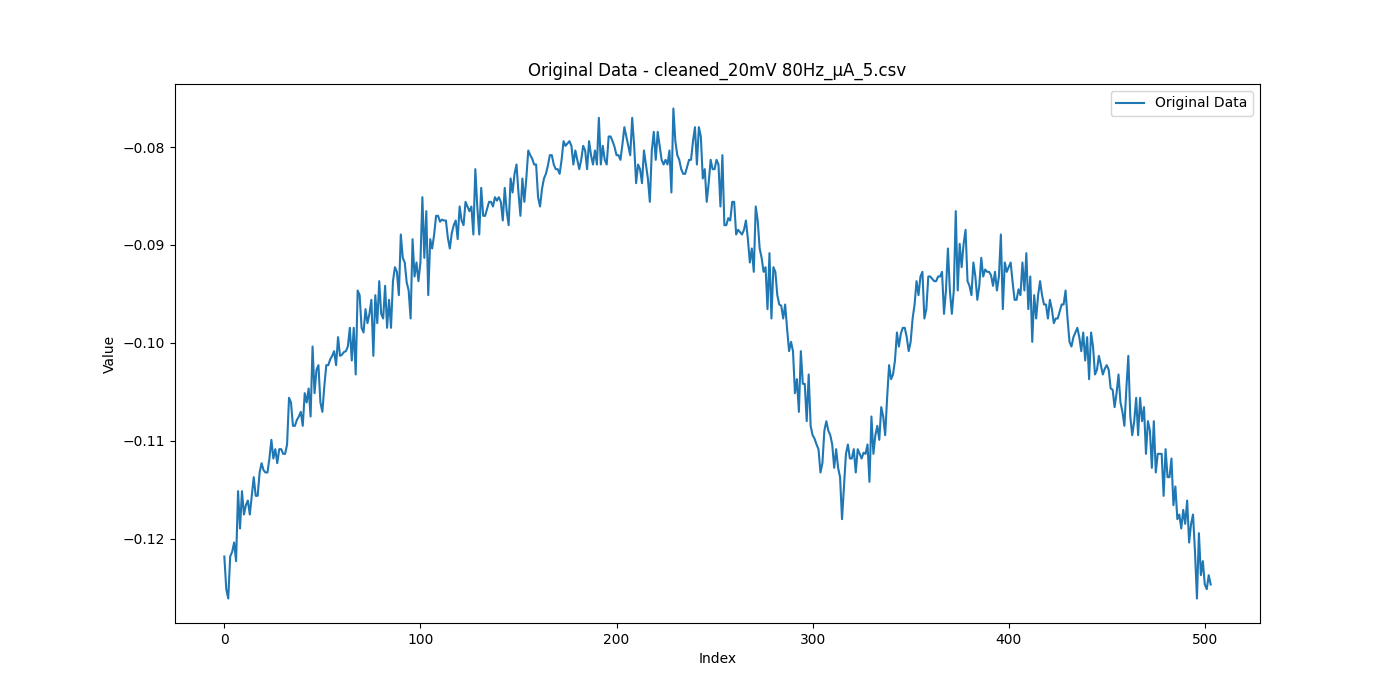 Original Data - cleaned_20mV 80Hz_μA_5.csv
Original Data
−0.08
−0.09
−0.10
−0.11
−0.12
Value
0 100 200 300 400 500
Index